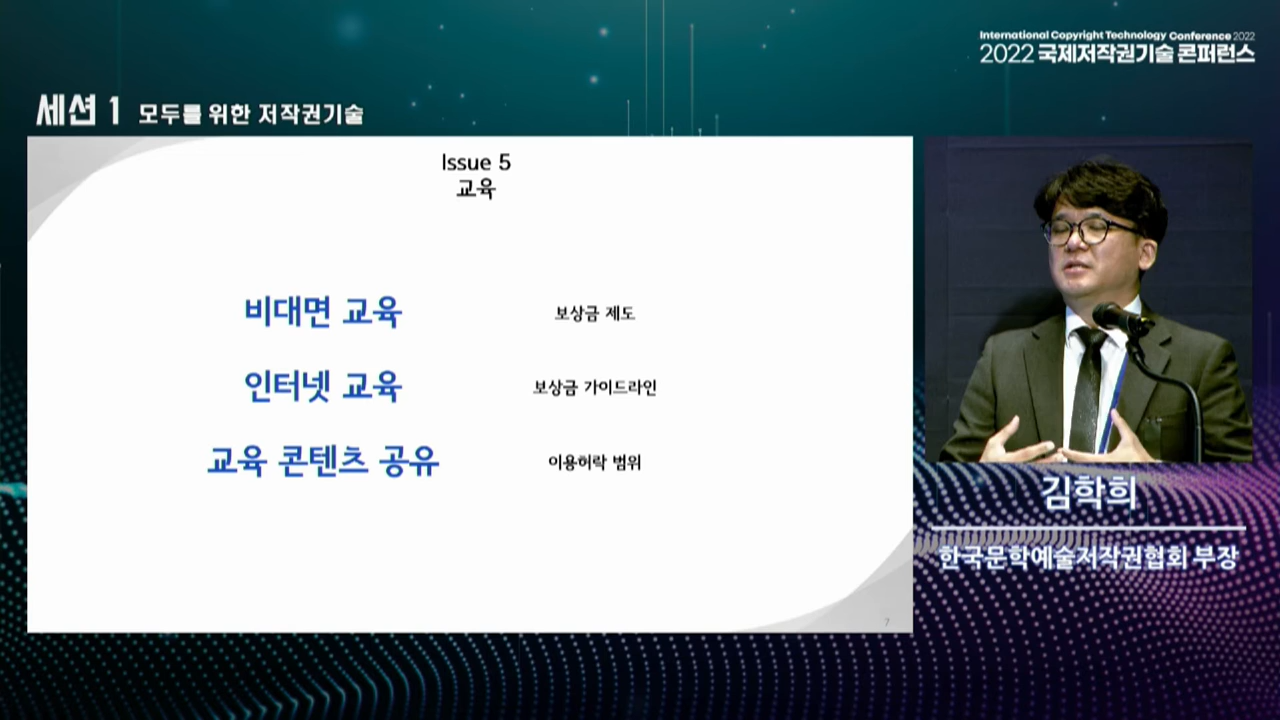 International Copyright Technology Conference 2022
2022 국제저작권기술 콘퍼런스
세션 1 모두를 위한 저작권기술
Issue 5
교육
비대면 교육 보상금 제도
인터넷 교육 보상금 가이드라인
교육 콘텐츠 공유 이용허락 범위
7
김학희
한국문학예술저작권협회 부장